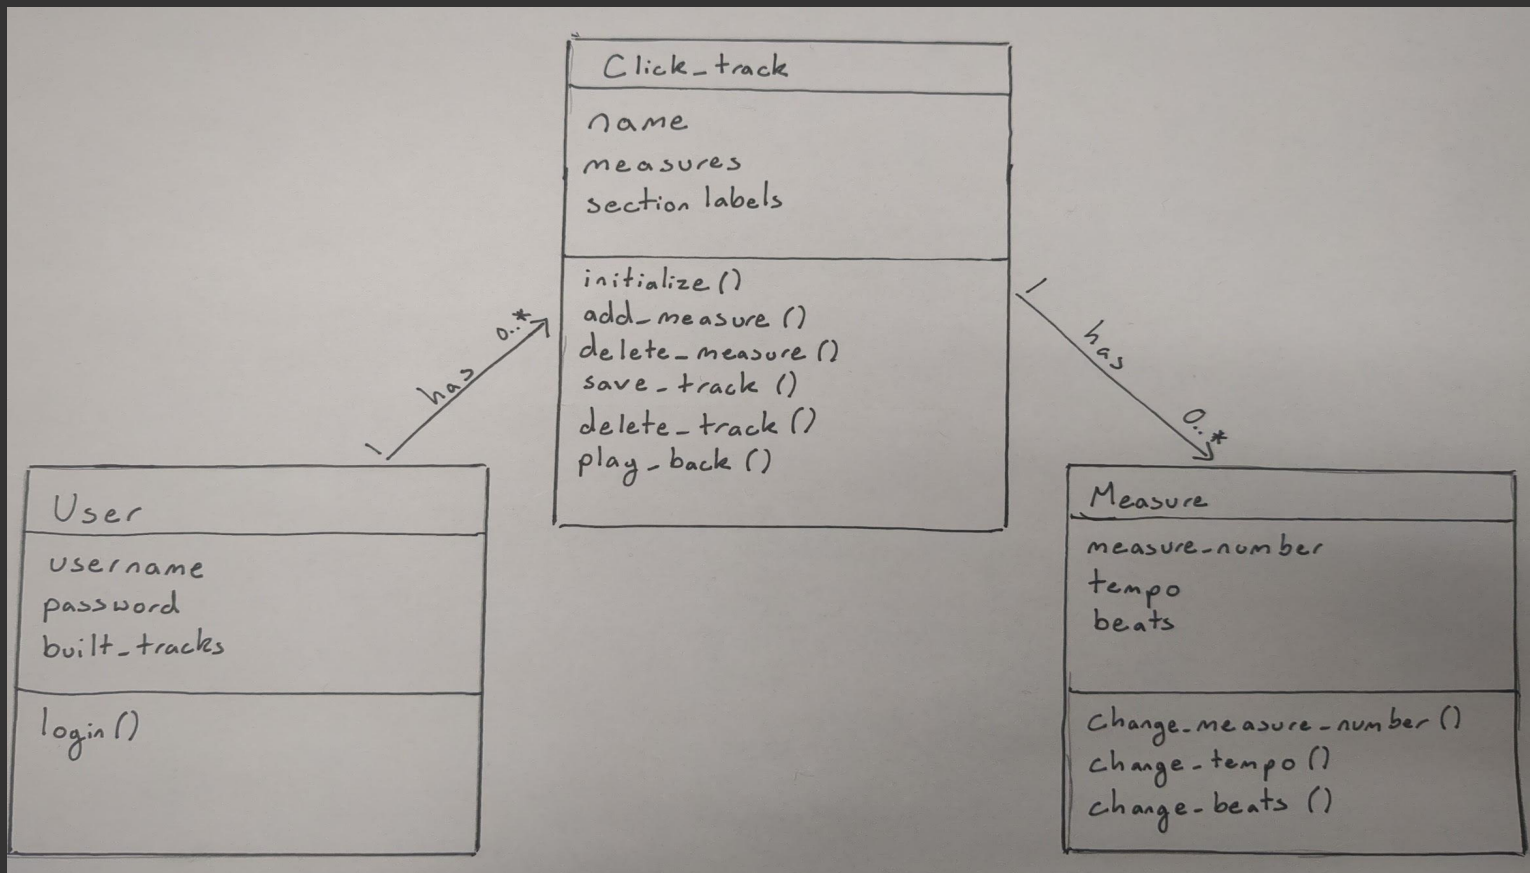 Click_track
name
measures
section labels
initialize()
add_measure()
delete_measure()
save_track()
delete_track()
play_back()
1
has
0..*
1
has
0..*
User
username
password
built_tracks
login()
Measure
measure_number
tempo
beats
change_measure_number()
change_tempo()
change_beats()